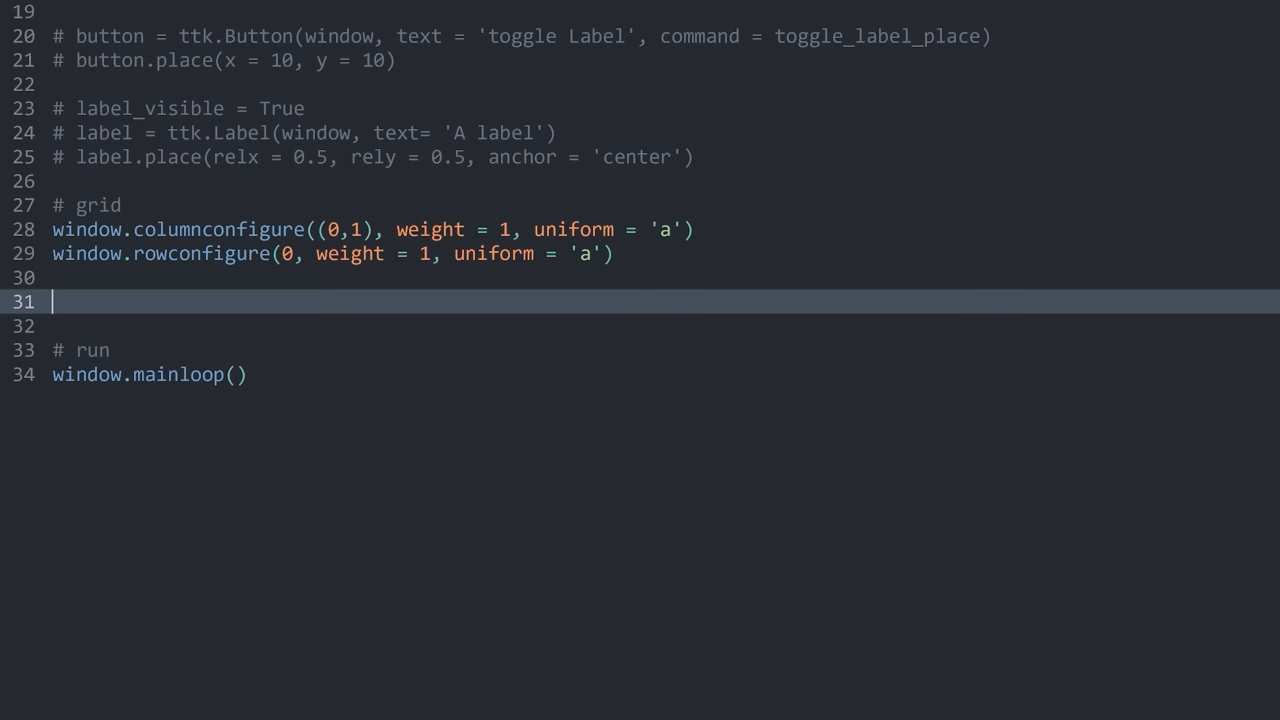 19
20 # button = ttk.Button(window, text = 'toggle Label', command = toggle_label_place)
21 # button.place(x = 10, y = 10)
22
23 # label_visible = True
24 # label = ttk.Label(window, text= 'A label')
25 # label.place(relx = 0.5, rely = 0.5, anchor = 'center')
26
27 # grid
28 window.columnconfigure((0,1), weight = 1, uniform = 'a')
29 window.rowconfigure(0, weight = 1, uniform = 'a')
30
31
32
33 # run
34 window.mainloop()